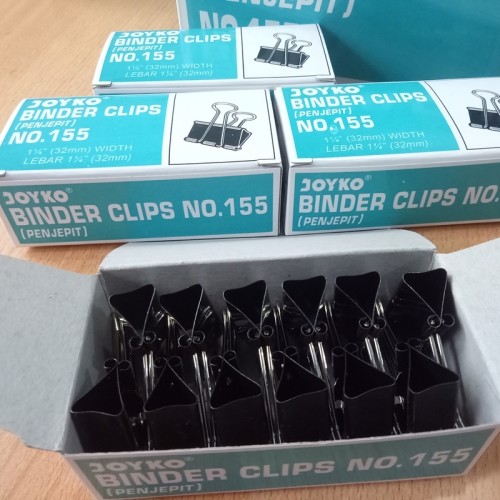 PENJEPIT)
NO.155
JOYKO®
BINDER CLIPS
[PENJEPIT]
NO.155
1¼" (32mm) WIDTH
LEBAR 1¼" (32mm)
JOYKO®
BINDER CLIPS
[PENJEPIT]
NO.155
1¼" (32mm) WIDTH
LEBAR 1¼" (32mm)
JOYKO®
BINDER CLIPS NO.155
[PENJEPIT]
JOYKO®
BINDER CLIPS
[PENJEPIT]
NO.155
1¼" (32mm) WIDTH
LEBAR 1¼" (32mm)
JOYKO®
BINDER CLIPS NO.
[PENJEPIT]
JOYKO®
BINDER CLIPS NO.155
[PENJEPIT]